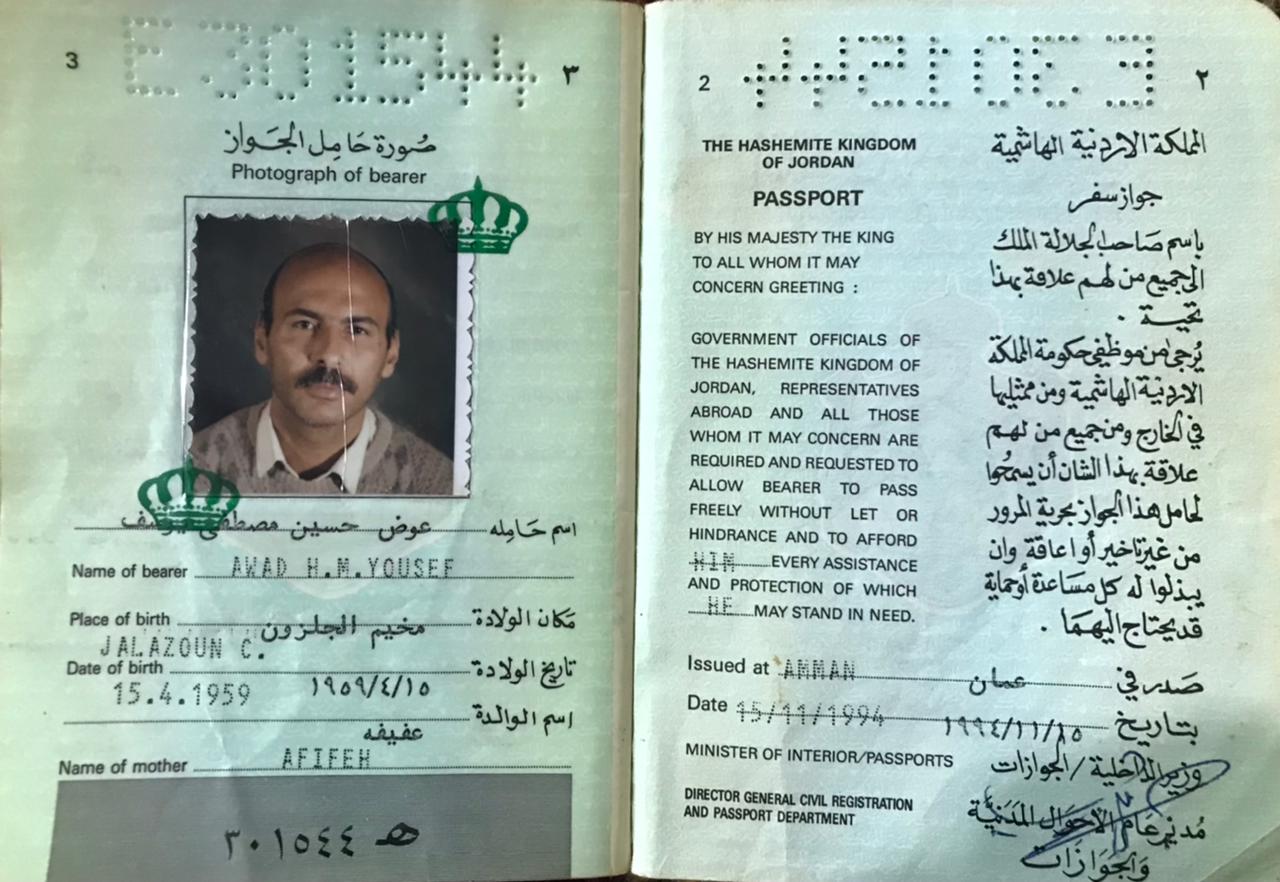 3 E301544 ٣
صورة حامل الجواز
Photograph of bearer
اسم حامله عوض حسين مصطفى يوسف
Name of bearer AWAD H.M.YOUSEF
Place of birth مخيم الجلزون مكان الولادة
JALAZOUN C.
Date of birth تاريخ الولادة
15.4.1959 ١٩٥٩/٤/١٥
اسم الوالدة
عفيفه
Name of mother AFIFEH
هـ ٣٠١٥٤٤
2 E301544 ٢
THE HASHEMITE KINGDOM
OF JORDAN
المملكة الاردنية الهاشمية
PASSPORT
جواز سفر
BY HIS MAJESTY THE KING
TO ALL WHOM IT MAY
CONCERN GREETING :
GOVERNMENT OFFICIALS OF
THE HASHEMITE KINGDOM OF
JORDAN, REPRESENTATIVES
ABROAD AND ALL THOSE
WHOM IT MAY CONCERN ARE
REQUIRED AND REQUESTED TO
ALLOW BEARER TO PASS
FREELY WITHOUT LET OR
HINDRANCE AND TO AFFORD
HIM EVERY ASSISTANCE
AND PROTECTION OF WHICH
HE MAY STAND IN NEED.
باسم صاحب الجلالة الملك
الى جميع من لهم علاقة بهذا
تحية .
يُرجى من موظفي حكومة المملكة
الاردنية الهاشمية ومن ممثليها
في الخارج ومن جميع من لهم
علاقة بهذا الشان أن يسمحُوا
لحامل هذا الجواز بحرية المرور
من غير تاخير أو اعاقة وان
يبذلوا له كل مساعدة أو حماية
قد يحتاج اليهما .
Issued at AMMAN عمان صدر في
Date 15/11/1994 ١٩٩٤/١١/١٥ بتاريخ
MINISTER OF INTERIOR/PASSPORTS
وزير الداخلية / الجوازات
DIRECTOR GENERAL CIVIL REGISTRATION
AND PASSPORT DEPARTMENT
مُدير عام الاحوال المدنية
والجوازات